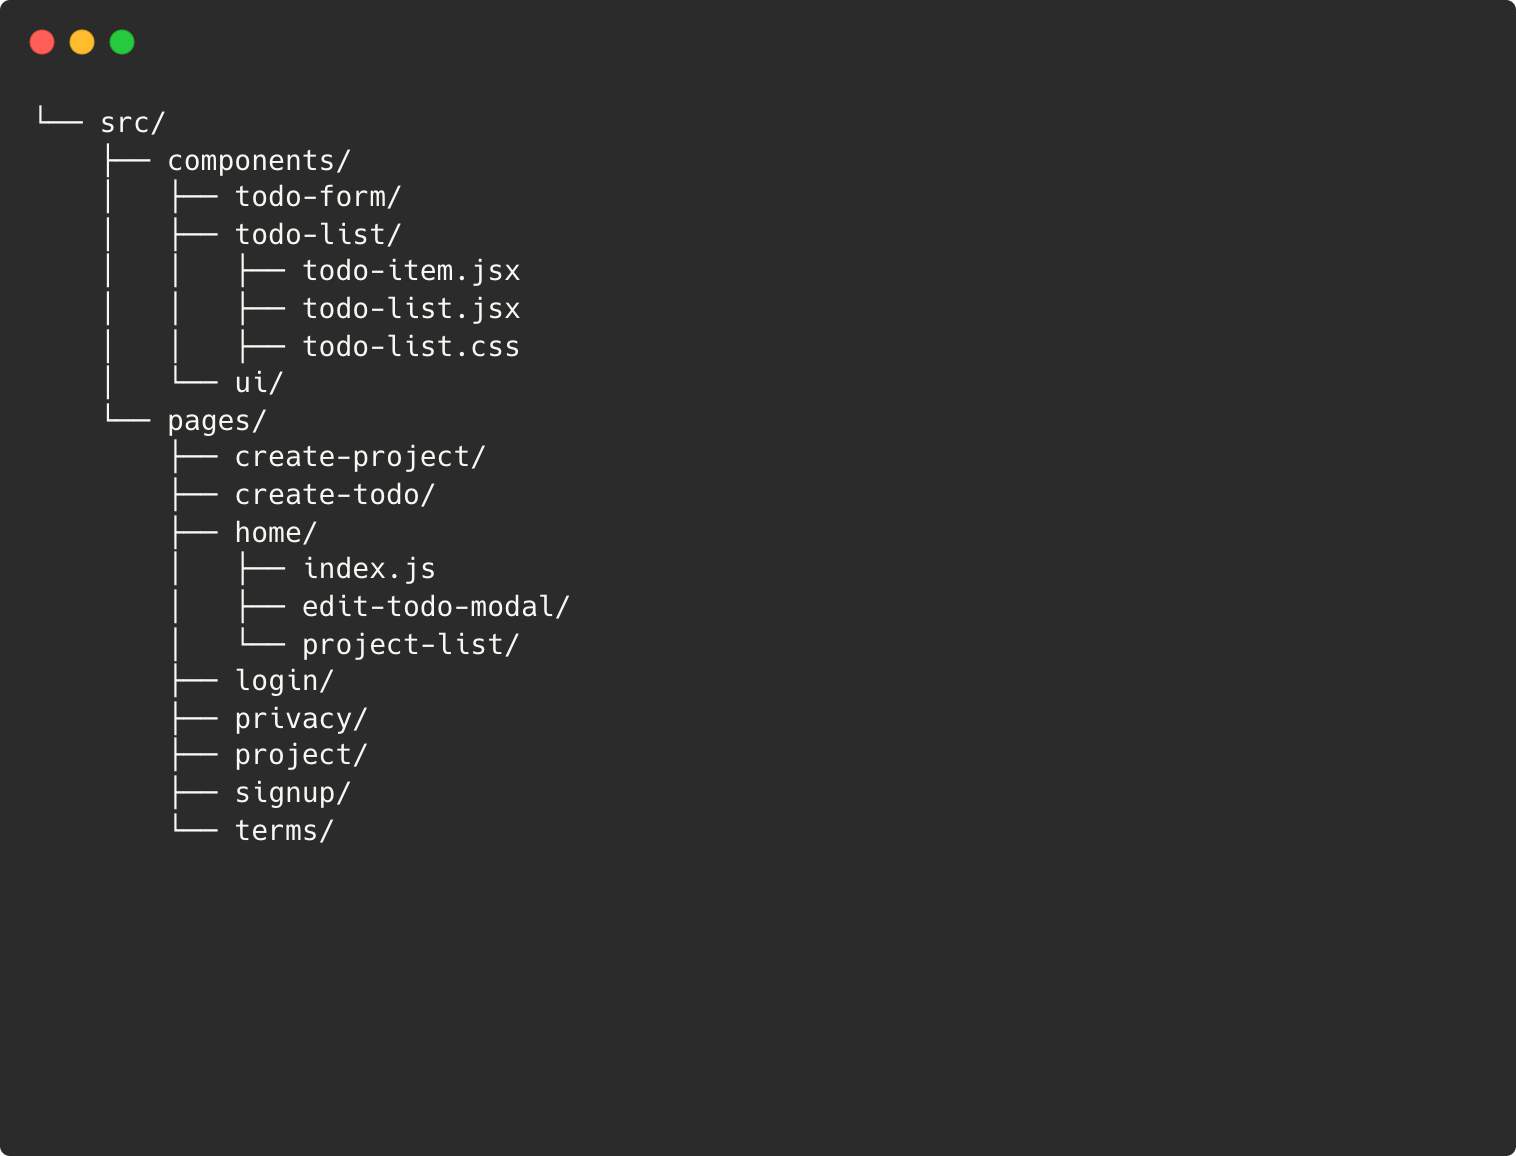 └── src/
    ├── components/
    │   ├── todo-form/
    │   ├── todo-list/
    │   │   ├── todo-item.jsx
    │   │   ├── todo-list.jsx
    │   │   ├── todo-list.css
    │   └── ui/
    └── pages/
        ├── create-project/
        ├── create-todo/
        ├── home/
        │   ├── index.js
        │   ├── edit-todo-modal/
        │   └── project-list/
        ├── login/
        ├── privacy/
        ├── project/
        ├── signup/
        └── terms/